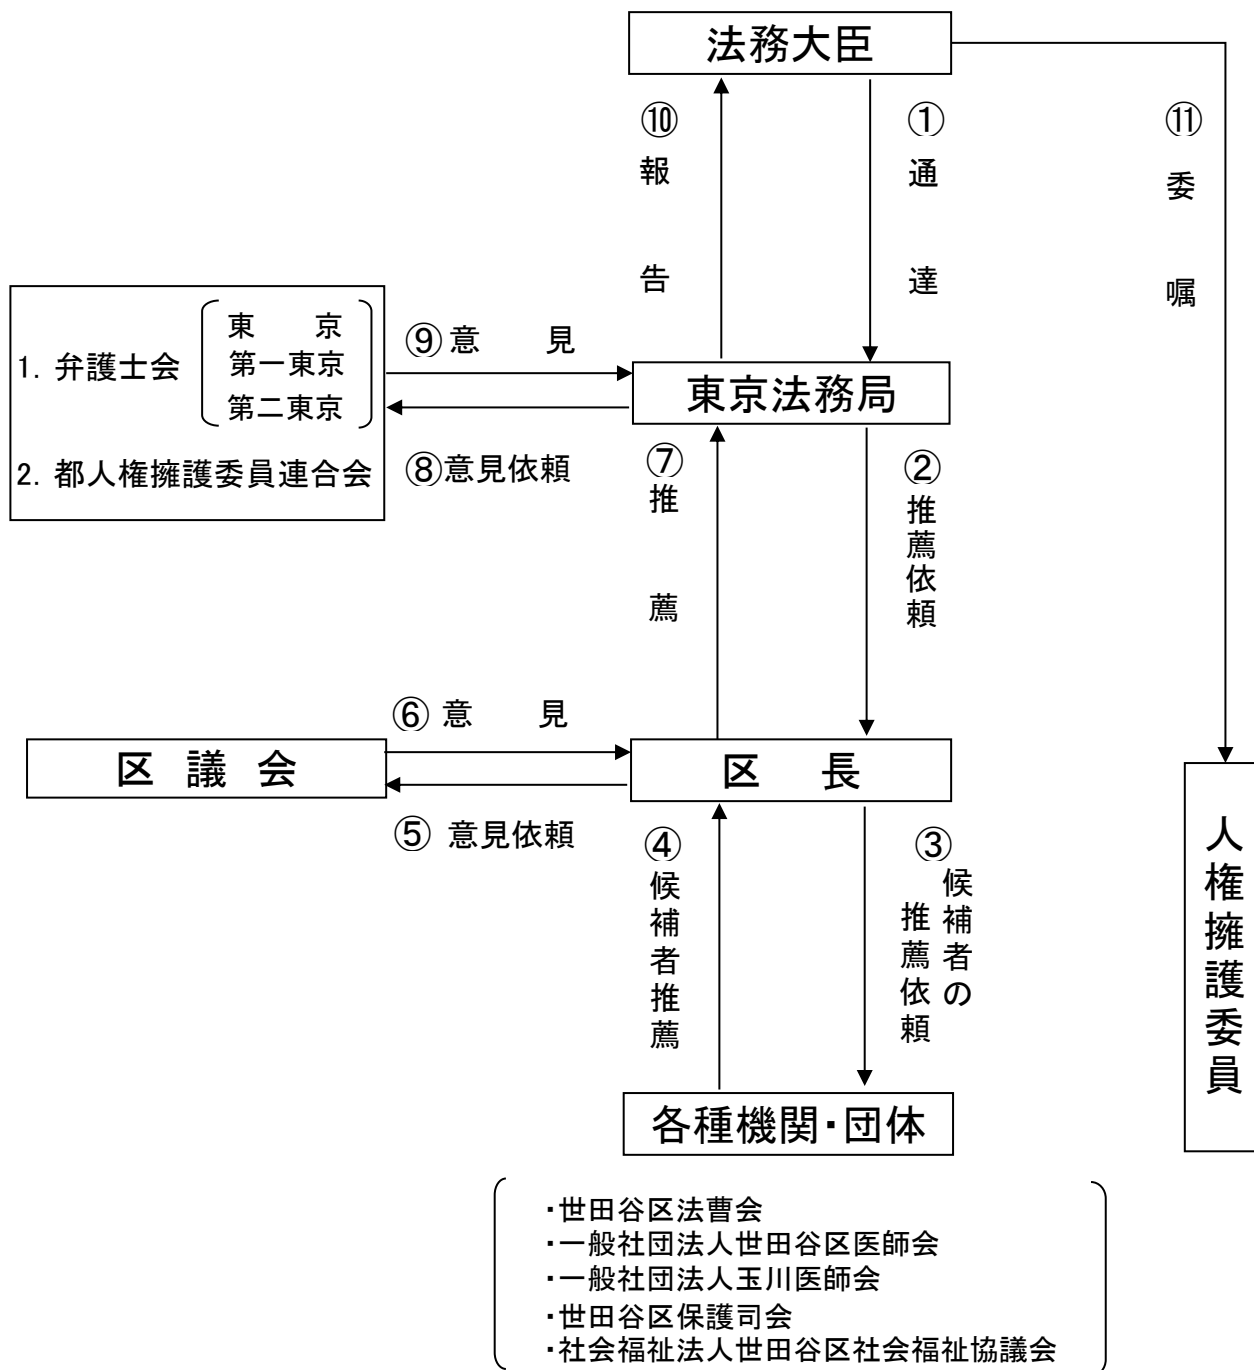 法務大臣
⑩ 報告
① 通達
⑪ 委嘱
1. 弁護士会
東　京
第一東京
第二東京
2. 都人権擁護委員連合会
⑨ 意　見
⑧ 意見依頼
東京法務局
⑦ 推薦
② 推薦依頼
⑥ 意　見
区 議 会
区　長
⑤ 意見依頼
④ 候補者推薦
③ 候補者の
推薦依頼
人権擁護委員
各種機関・団体
・世田谷区法曹会
・一般社団法人世田谷区医師会
・一般社団法人玉川医師会
・世田谷区保護司会
・社会福祉法人世田谷区社会福祉協議会